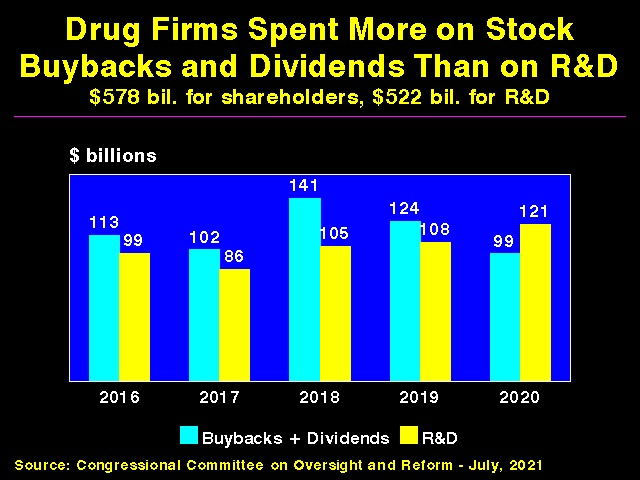 Drug Firms Spent More on Stock
Buybacks and Dividends Than on R&D
$578 bil. for shareholders, $522 bil. for R&D
$ billions
113 99 102 86 141 105 124 108 99 121
2016 2017 2018 2019 2020
Buybacks + Dividends R&D
Source: Congressional Committee on Oversight and Reform - July, 2021